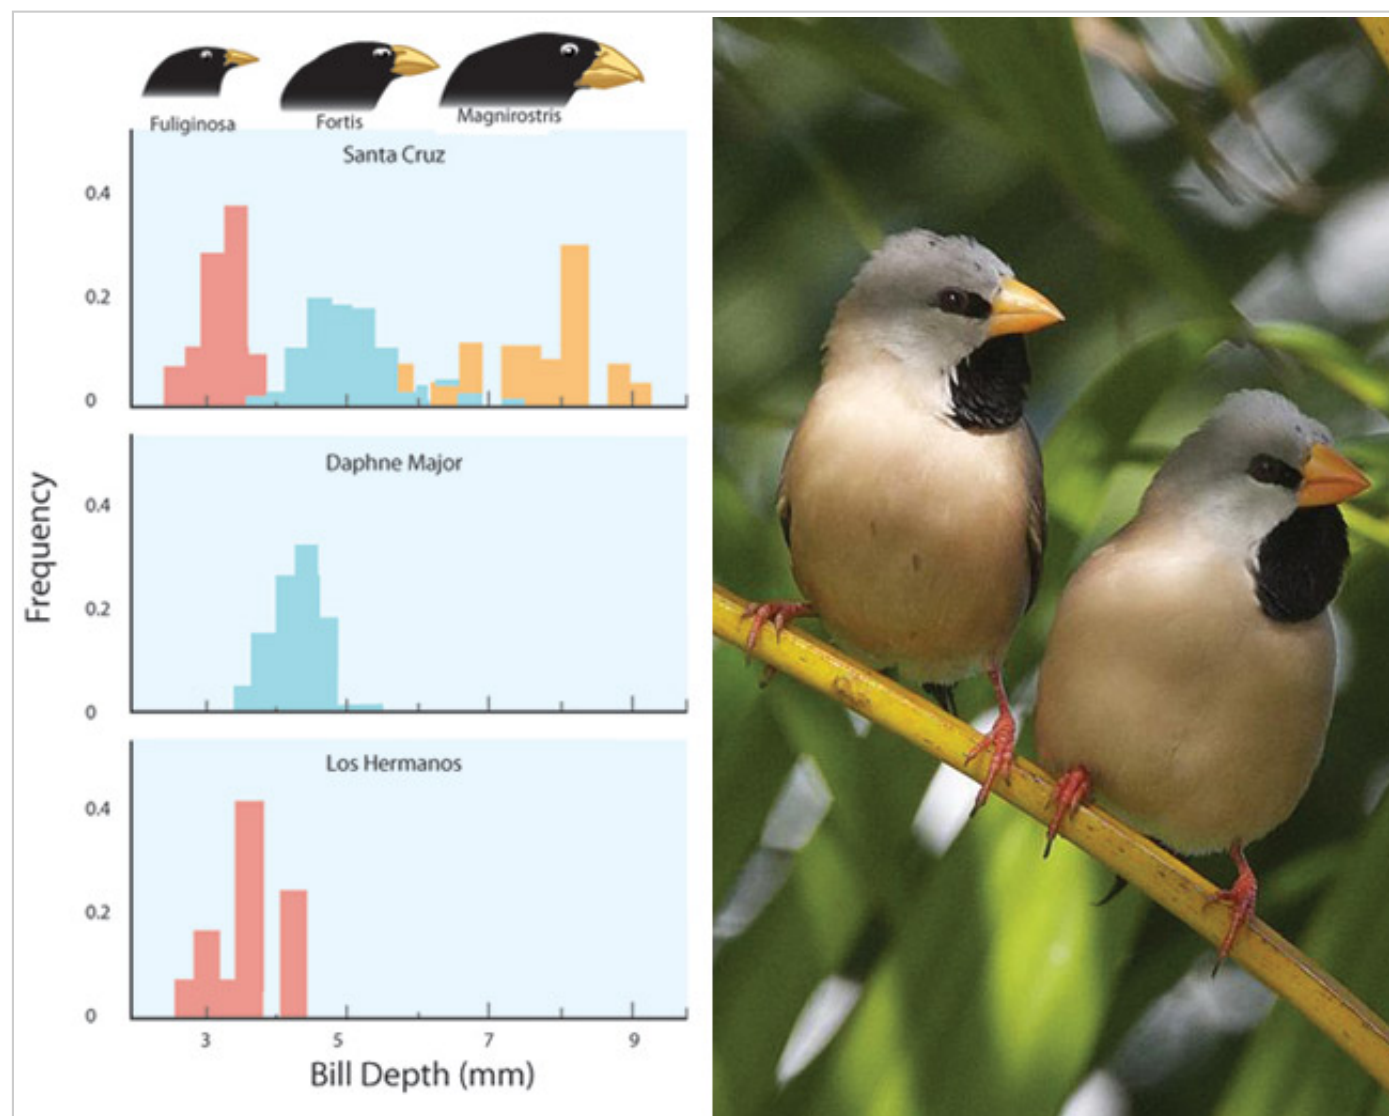 Fuliginosa
Fortis
Magnirostris
Santa Cruz
0.4
0.2
0
Daphne Major
0.4
0.2
0
Los Hermanos
0.4
0.2
0
3 5 7 9
Frequency
Bill Depth (mm)